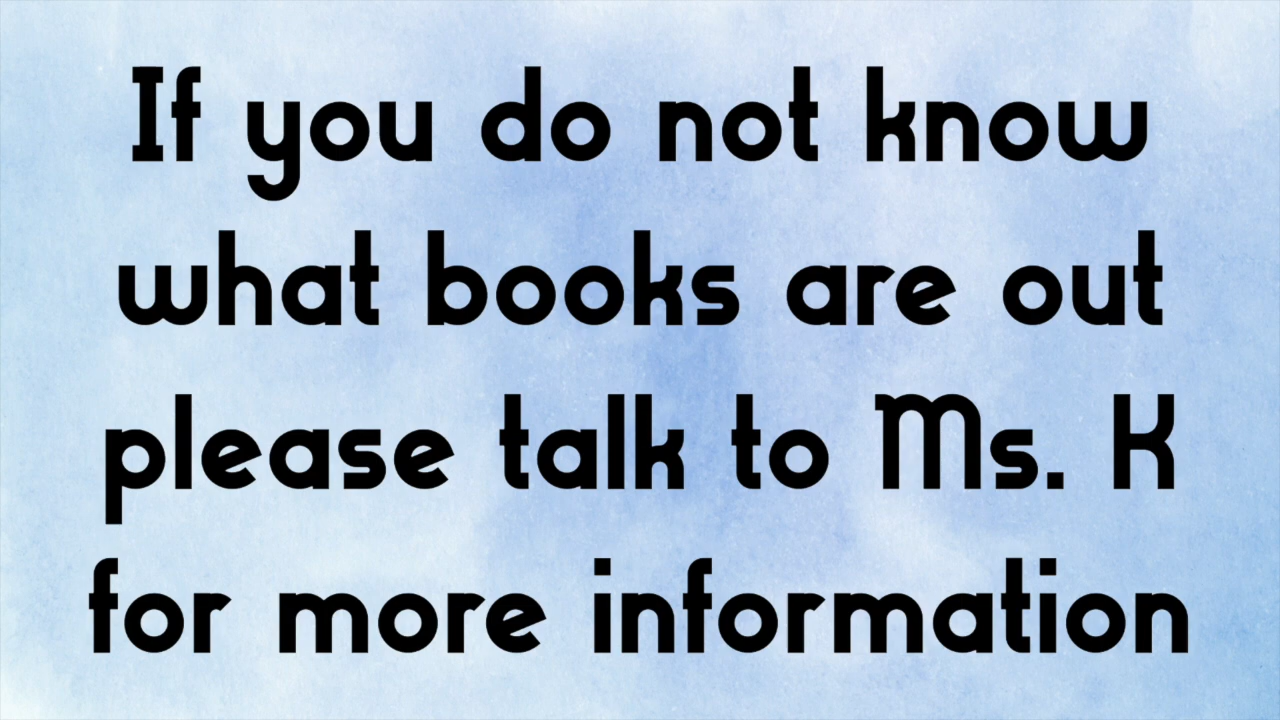 If you do not know
what books are out
please talk to Ms. K
for more information